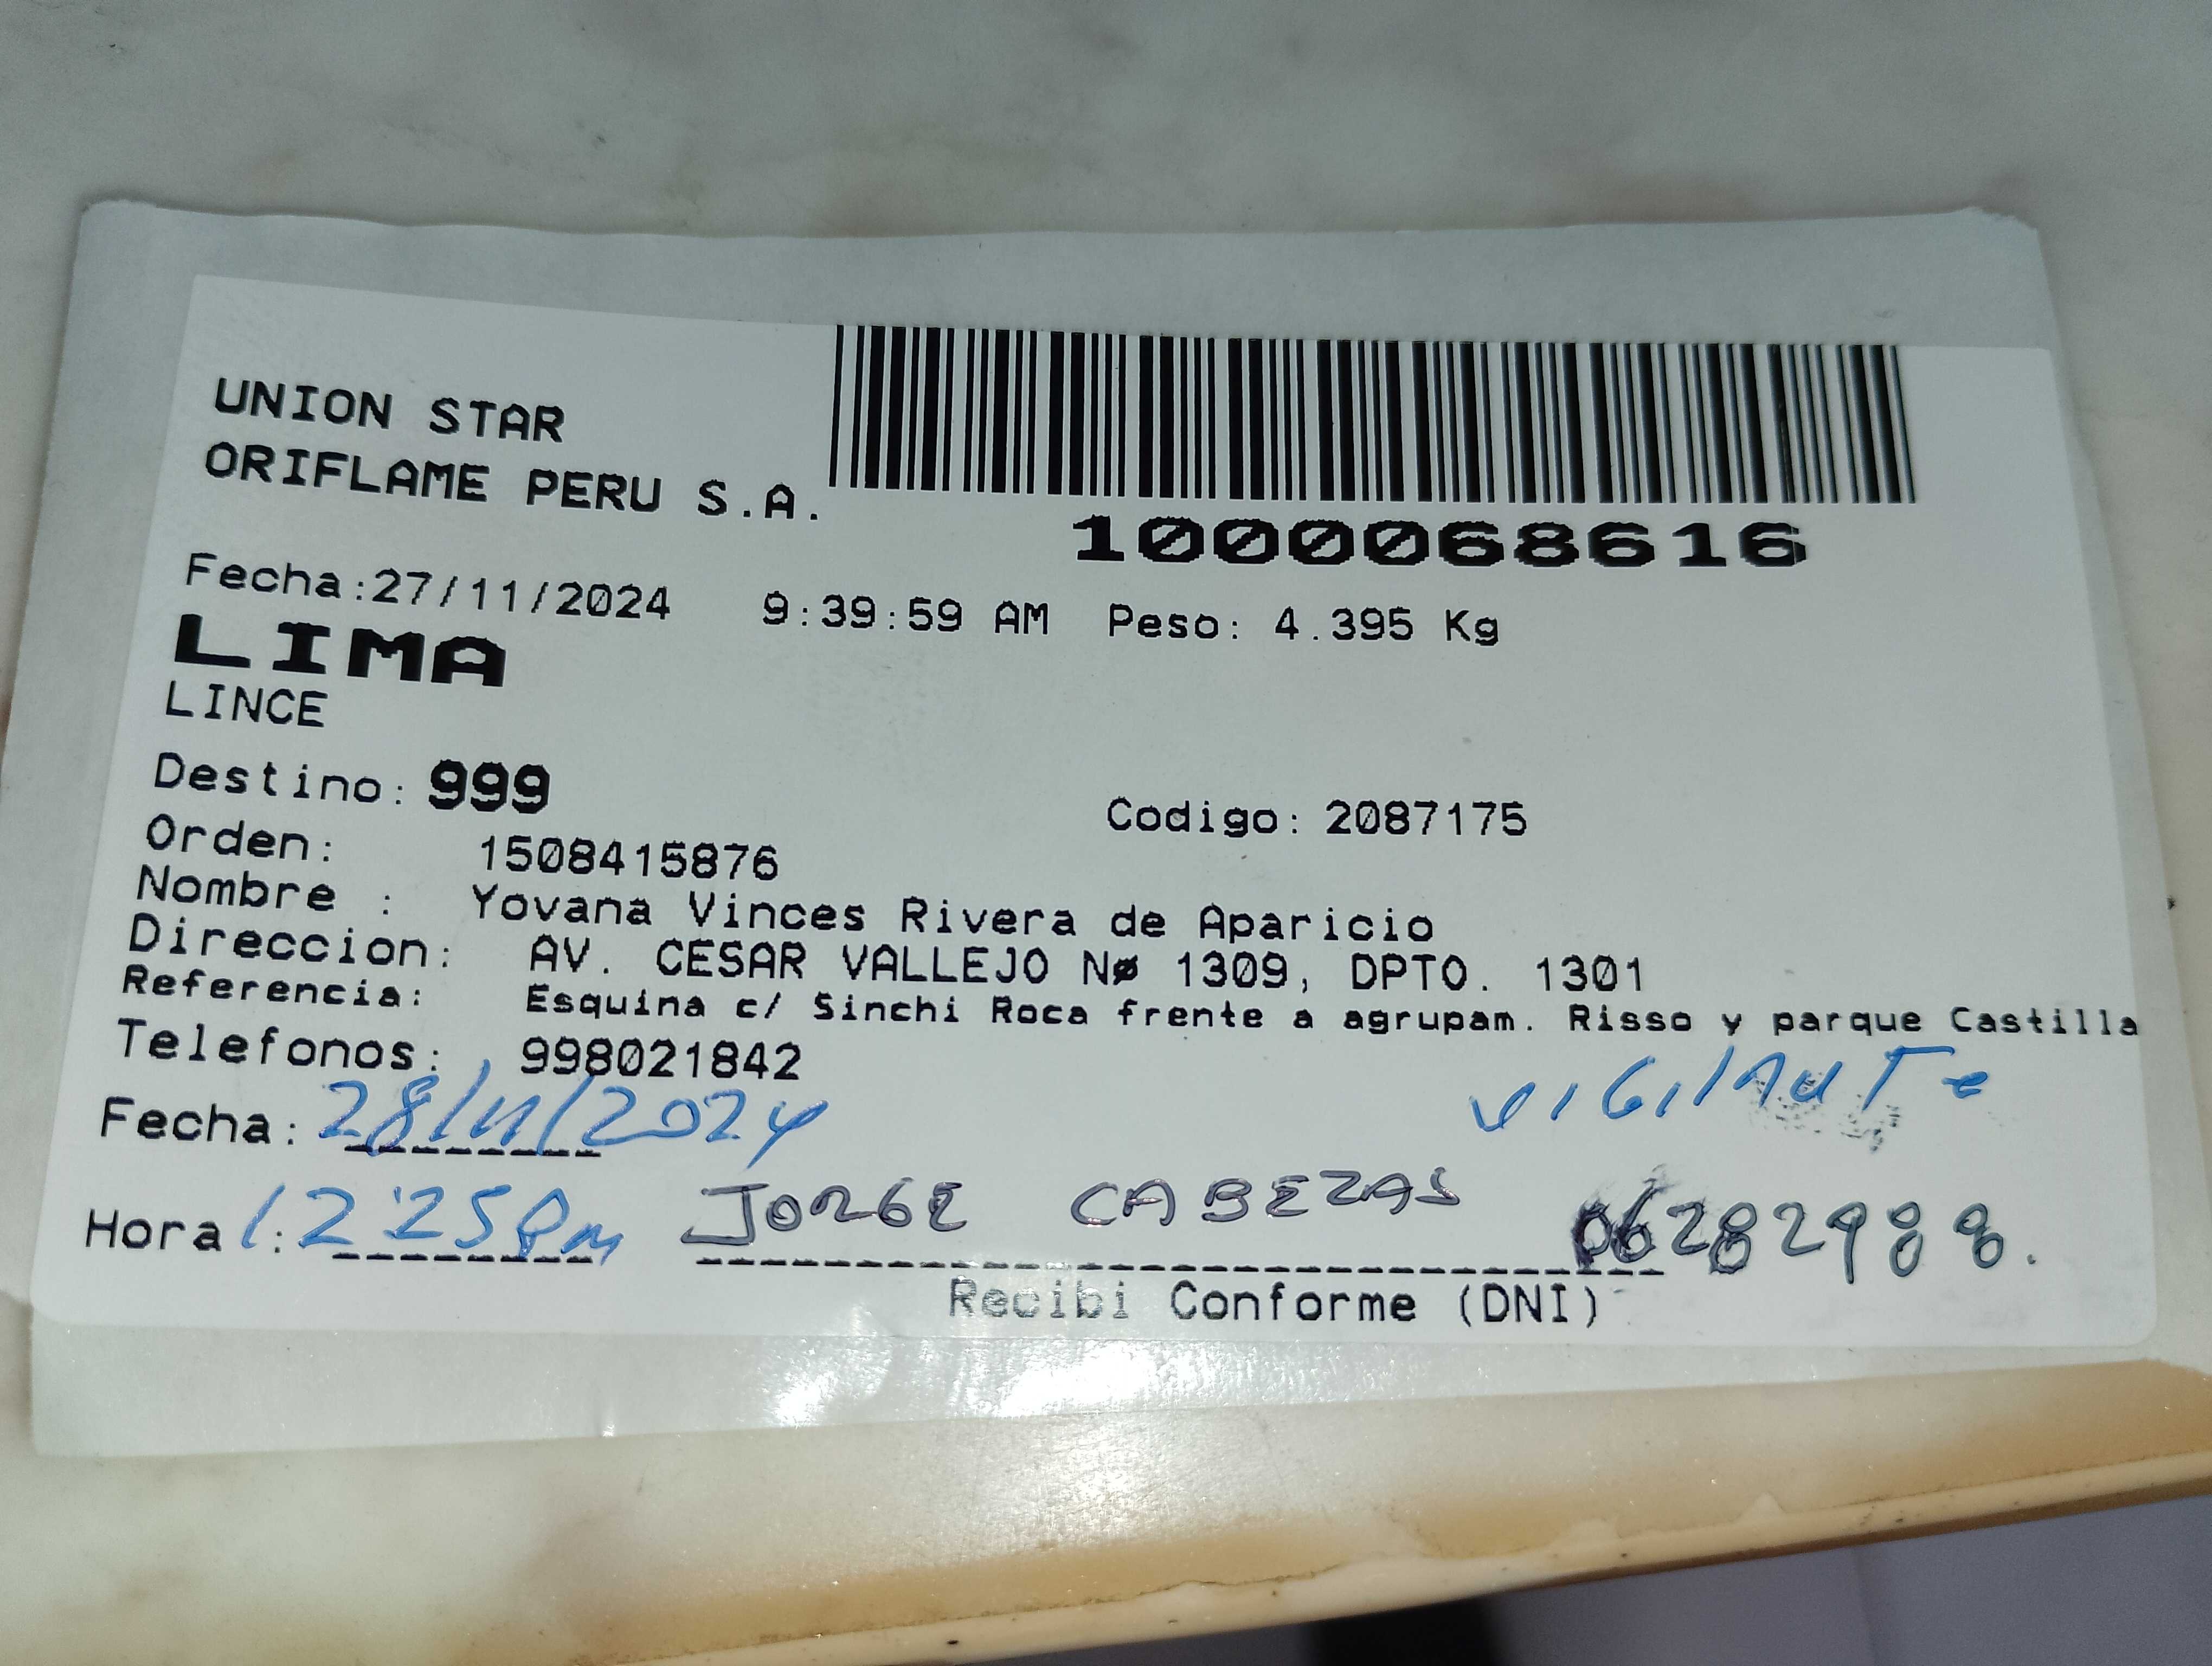 UNION STAR
ORIFLAME PERU S.A.
1000068616
Fecha:27/11/2024 9:39:59 AM Peso: 4.395 Kg
LIMA
LINCE
Destino: 999
Codigo: 2087175
Orden: 1508415876
Nombre : Yovana Vinces Rivera de Aparicio
Direccion: AV. CESAR VALLEJO Nø 1309, DPTO. 1301
Referencia: Esquina c/ Sinchi Roca frente a agrupam. Risso y parque Castilla
Telefonos: 998021842
VIGILANTe
Fecha: 28/11/2024
Hora : 12 25 Pm JORGE CABEZAS 06282988.
Recibi Conforme (DNI)